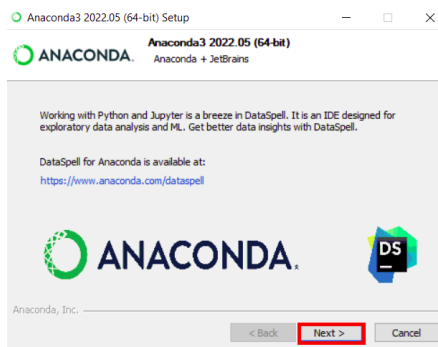 Anaconda3 2022.05 (64-bit) Setup
Anaconda3 2022.05 (64-bit)
Anaconda + JetBrains
ANACONDA.
Working with Python and Jupyter is a breeze in DataSpell. It is an IDE designed for
exploratory data analysis and ML. Get better data insights with DataSpell.
DataSpell for Anaconda is available at:
https://www.anaconda.com/dataspell
ANACONDA.
DS
Anaconda, Inc.
< Back
Next >
Cancel